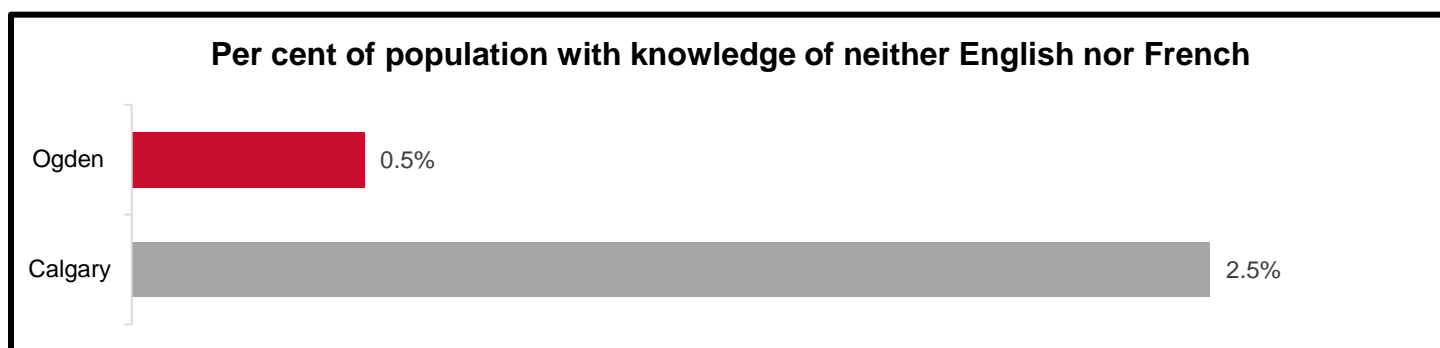 Per cent of population with knowledge of neither English nor French
Ogden
0.5%
Calgary
2.5%